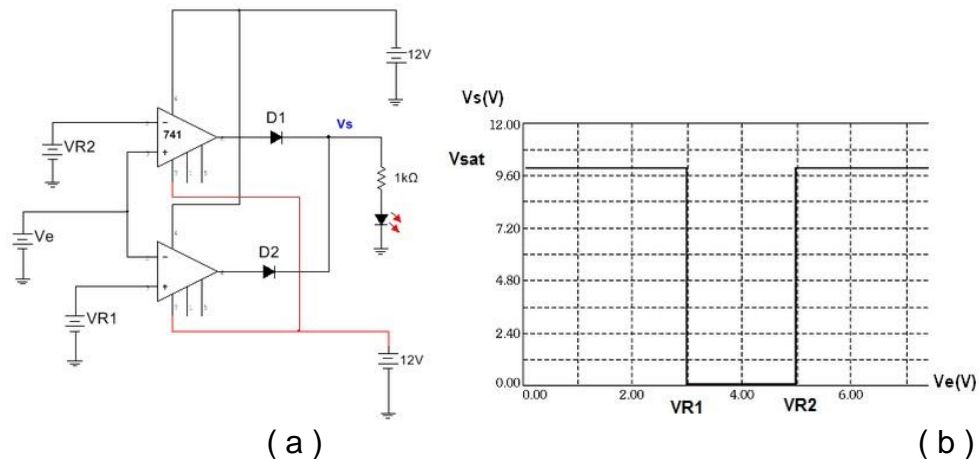 12V
D1
Vs
741
VR2
1kΩ
Ve
D2
VR1
12V
( a )
Vs(V)
12.00
Vsat
9.60
7.20
4.80
2.40
0.00
0.00 2.00 4.00 6.00
Ve(V)
VR1 VR2
( b )